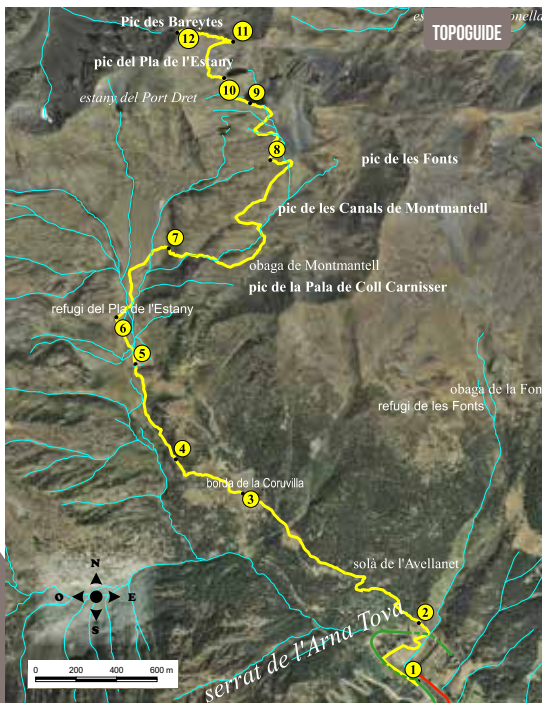 es
onella
TOPOGUIDE
Pic des Bareytes
12
11
pic del Pla de l'Estany
10
9
estany del Port Dret
8
pic de les Fonts
pic de les Canals de Montmantell
7
obaga de Montmantell
pic de la Pala de Coll Carnisser
refugi del Pla de l'Estany
6
5
obaga de la Fon
refugi de les Fonts
4
borda de la Coruvilla
3
solà de l'Avellanet
N
O E
S
2
serrat de l'Arna Tova
1
0 200 400 600 m